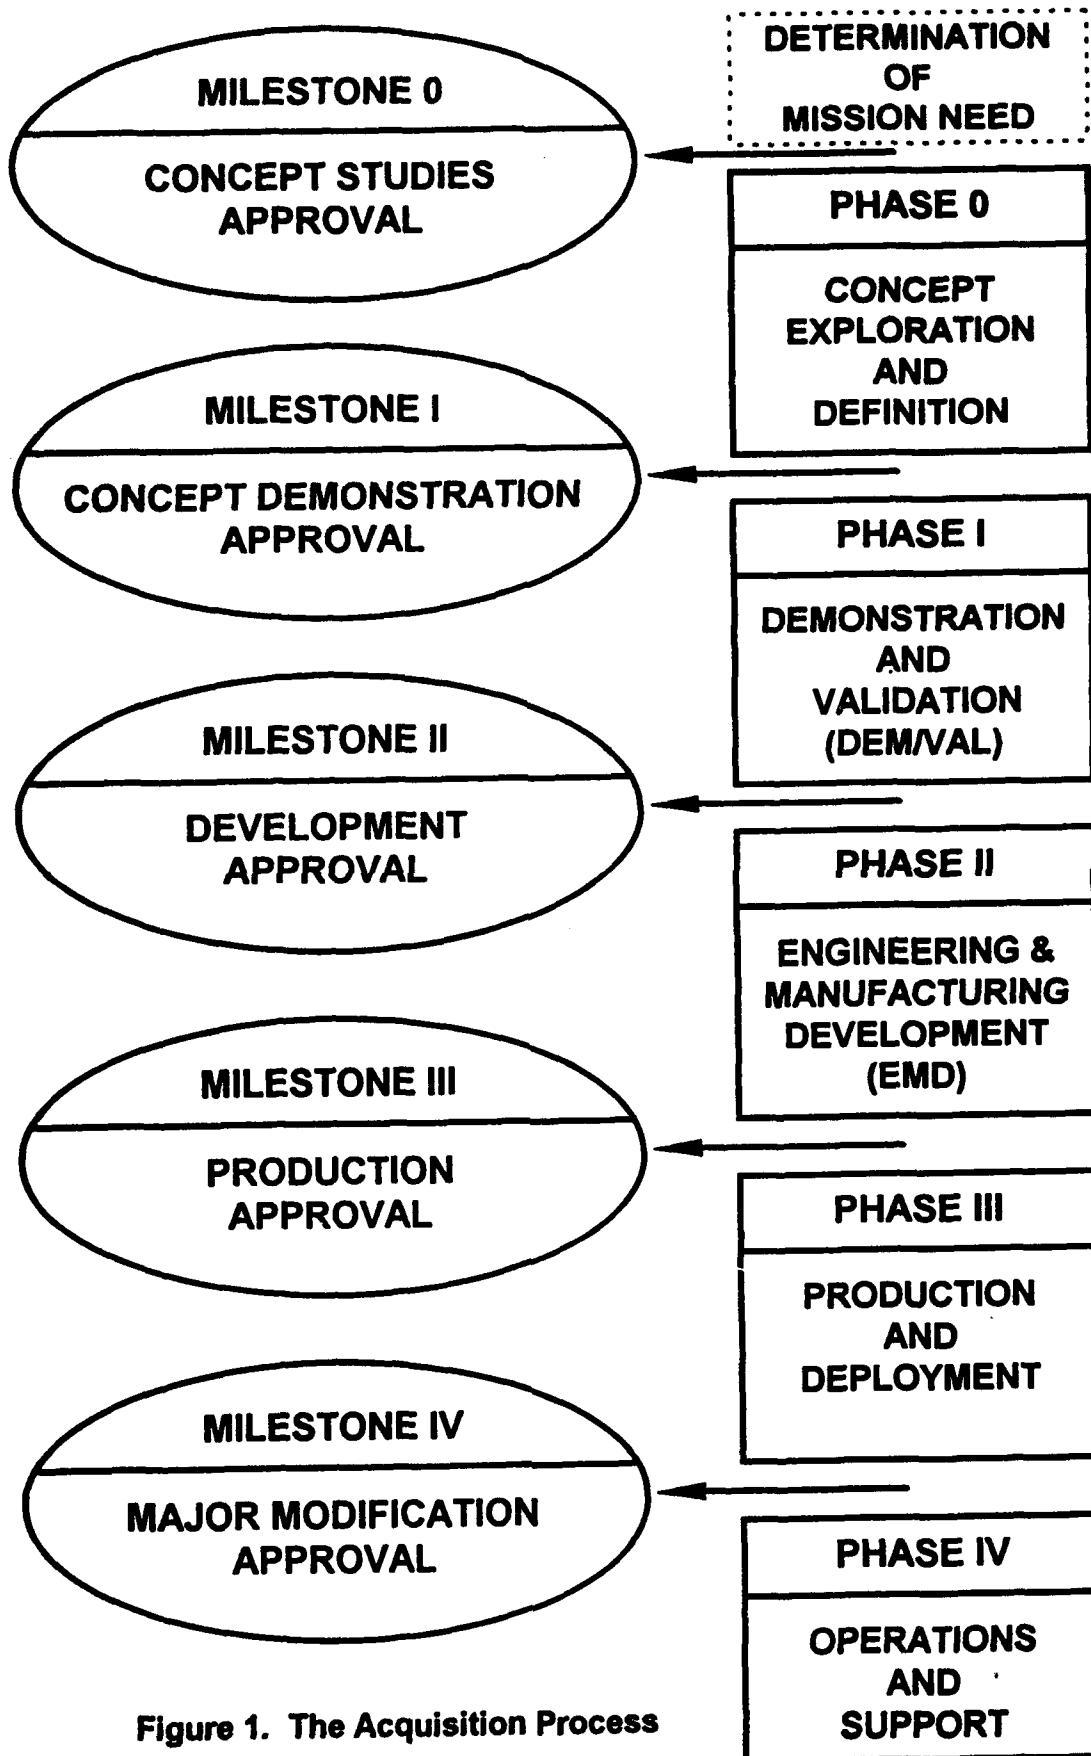 DETERMINATION
OF
MISSION NEED
MILESTONE 0
CONCEPT STUDIES
APPROVAL
PHASE 0
CONCEPT
EXPLORATION
AND
DEFINITION
MILESTONE I
CONCEPT DEMONSTRATION
APPROVAL
PHASE I
DEMONSTRATION
AND
VALIDATION
(DEM/VAL)
MILESTONE II
DEVELOPMENT
APPROVAL
PHASE II
ENGINEERING &
MANUFACTURING
DEVELOPMENT
(EMD)
MILESTONE III
PRODUCTION
APPROVAL
PHASE III
PRODUCTION
AND
DEPLOYMENT
MILESTONE IV
MAJOR MODIFICATION
APPROVAL
PHASE IV
OPERATIONS
AND
SUPPORT
Figure 1. The Acquisition Process